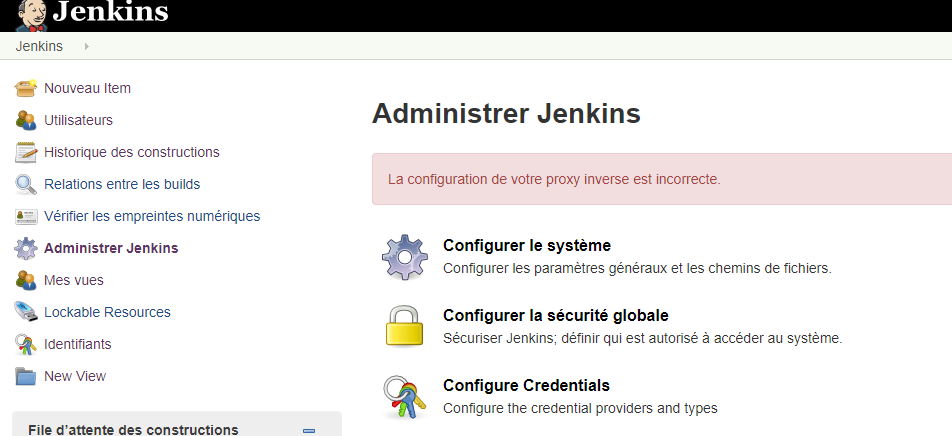 Jenkins
Jenkins
Nouveau Item
Utilisateurs
Historique des constructions
Relations entre les builds
Vérifier les empreintes numériques
Administrer Jenkins
Mes vues
Lockable Resources
Identifiants
New View
File d’attente des constructions
Administrer Jenkins
La configuration de votre proxy inverse est incorrecte.
Configurer le système
Configurer les paramètres généraux et les chemins de fichiers.
Configurer la sécurité globale
Sécuriser Jenkins; définir qui est autorisé à accéder au système.
Configure Credentials
Configure the credential providers and types